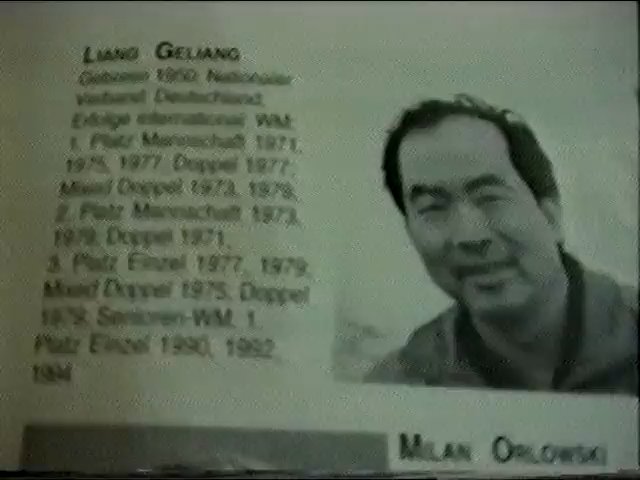 LIANG GELIANG
Geboren 1950, Nationaler
Verband Deutschland,
Erfolge international WM:
1. Platz Mannschaft 1971,
1975, 1977, Doppel 1977,
Mixed Doppel 1973, 1979,
2. Platz Mannschaft 1973,
1979, Doppel 1971,
3. Platz Einzel 1977, 1979,
Mixed Doppel 1975, Doppel
1979, Senioren-WM, 1.
Platz Einzel 1990, 1992,
1994
MILAN ORLOWSKI